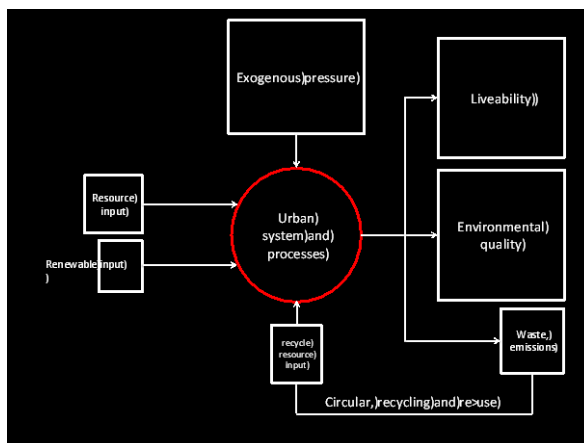 Exogenous)pressure)
Liveability))
Resource)
input)
Urban)
system)and)
processes)
Environmental)
quality)
Renewable)input)
)
recycle)
resource)
input)
Waste,)
emissions)
Circular,)recycling)and)re>use)